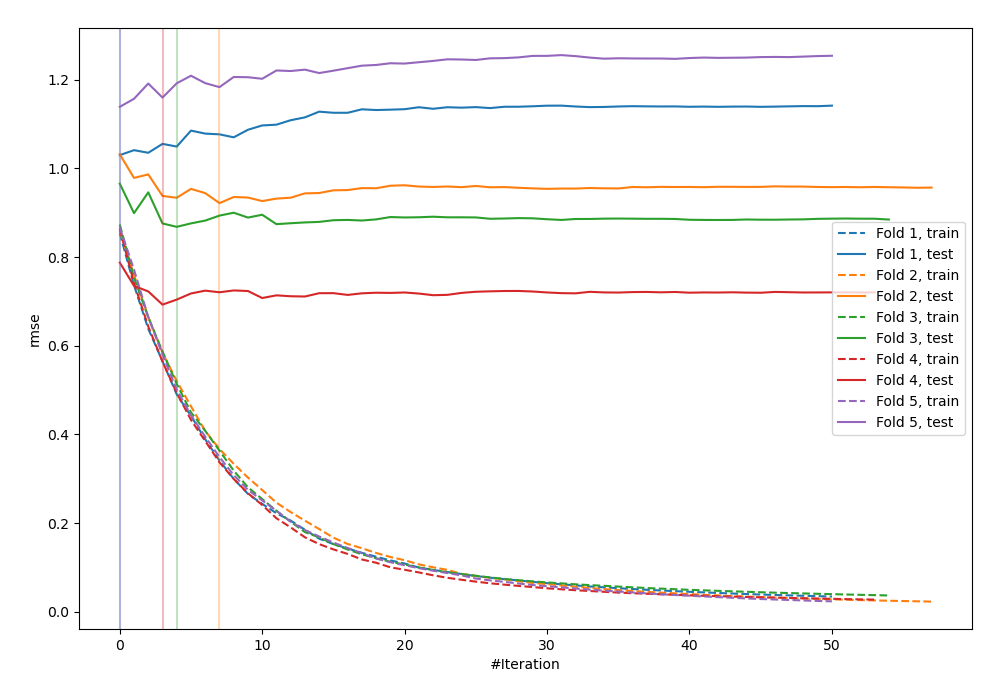 1.2
1.0
0.8
0.6
0.4
0.2
0.0
rmse
0
10
20
30
40
50
#Iteration
Fold 1, train
Fold 1, test
Fold 2, train
Fold 2, test
Fold 3, train
Fold 3, test
Fold 4, train
Fold 4, test
Fold 5, train
Fold 5, test